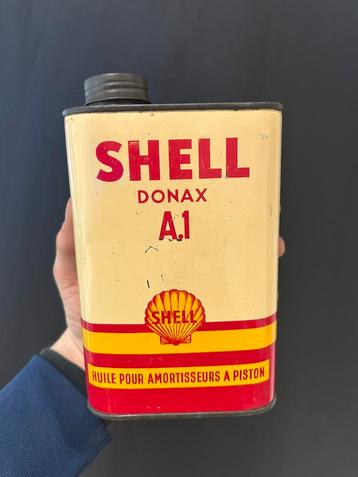 SHELL
DONAX
A.1
SHELL
HUILE POUR AMORTISSEURS A PISTON